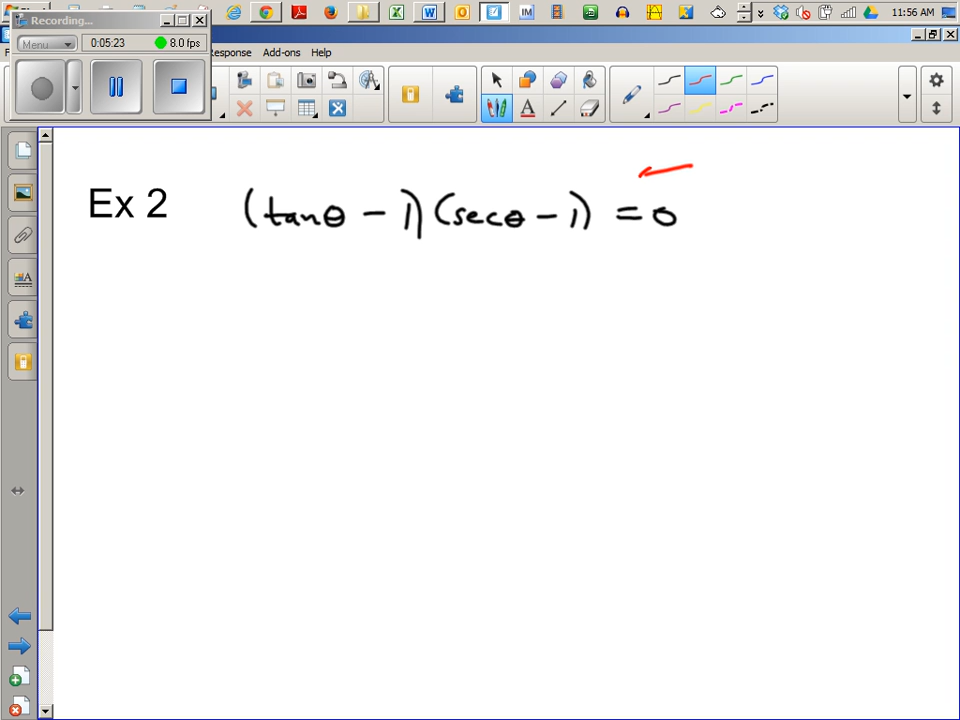 Recording...
11:56 AM
Menu
0:05:23
8.0 fps
Response
Add-ons
Help
Ex 2 (tanθ - 1)(secθ - 1) = 0